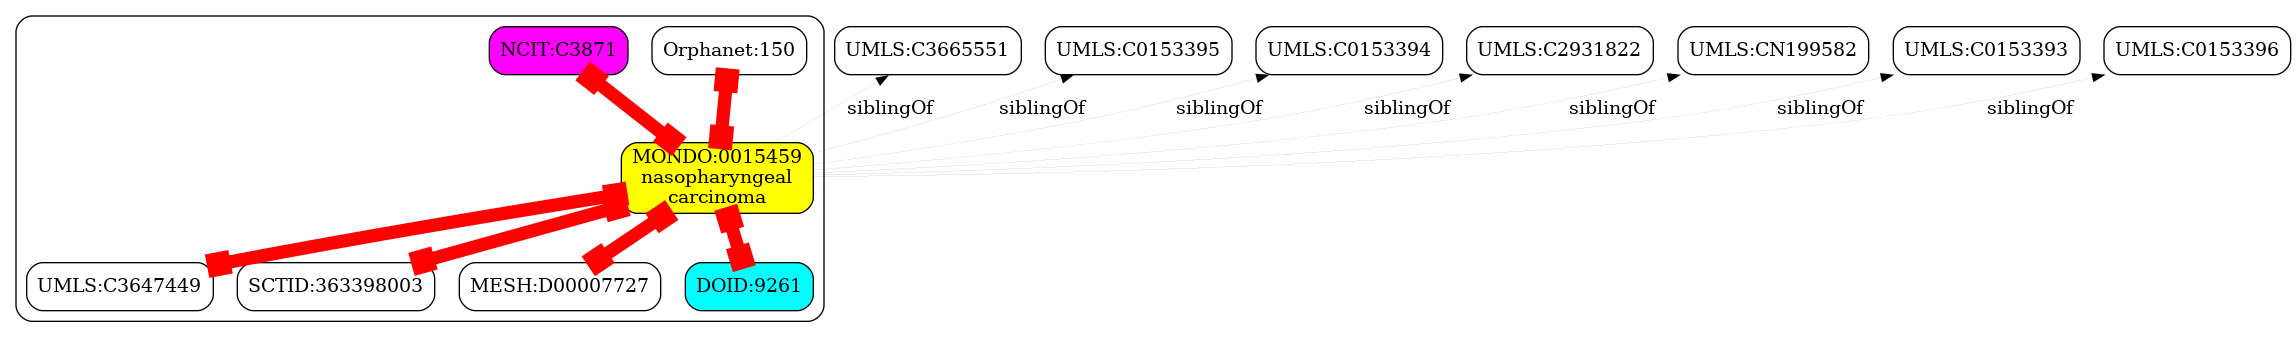 NCIT:C3871
Orphanet:150
UMLS:C3665551
UMLS:C0153395
UMLS:C0153394
UMLS:C2931822
UMLS:CN199582
UMLS:C0153393
UMLS:C0153396
siblingOf
siblingOf
siblingOf
siblingOf
siblingOf
siblingOf
siblingOf
MONDO:0015459
nasopharyngeal
carcinoma
UMLS:C3647449
SCTID:363398003
MESH:D00007727
DOID:9261